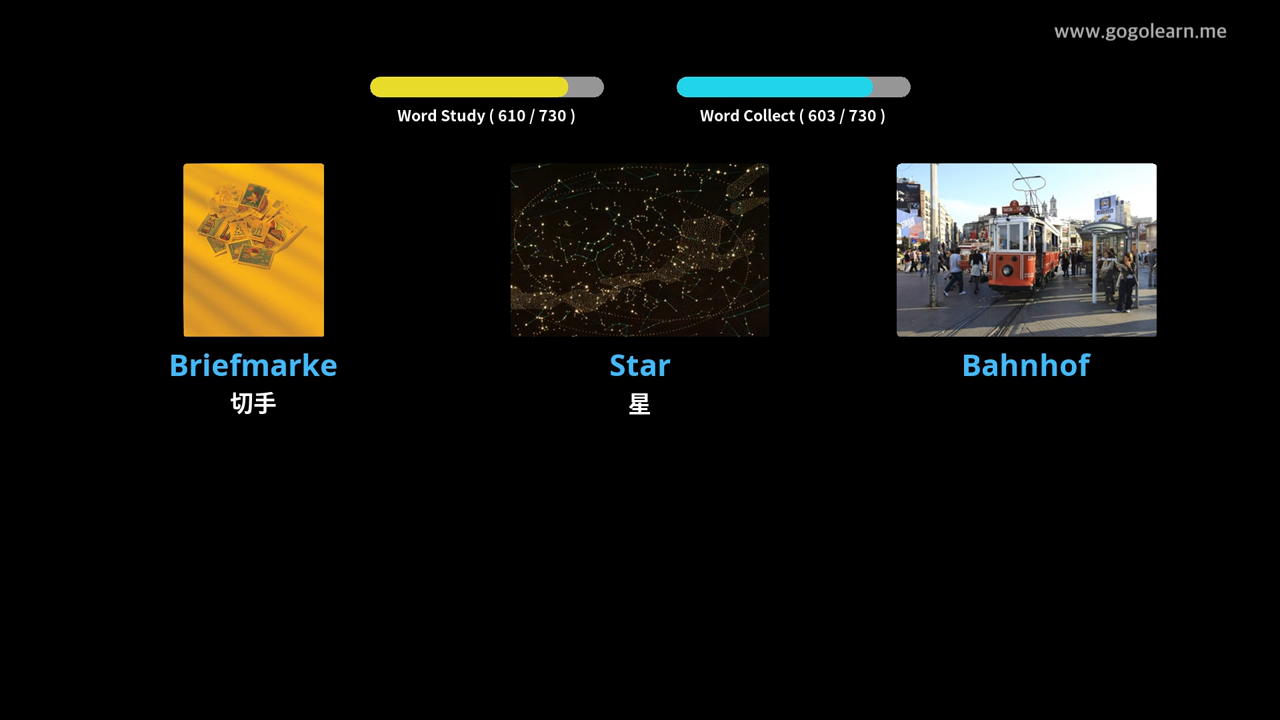 www.gogolearn.me
Word Study ( 610 / 730 )
Word Collect ( 603 / 730 )
Briefmarke
Star
Bahnhof
切手
星